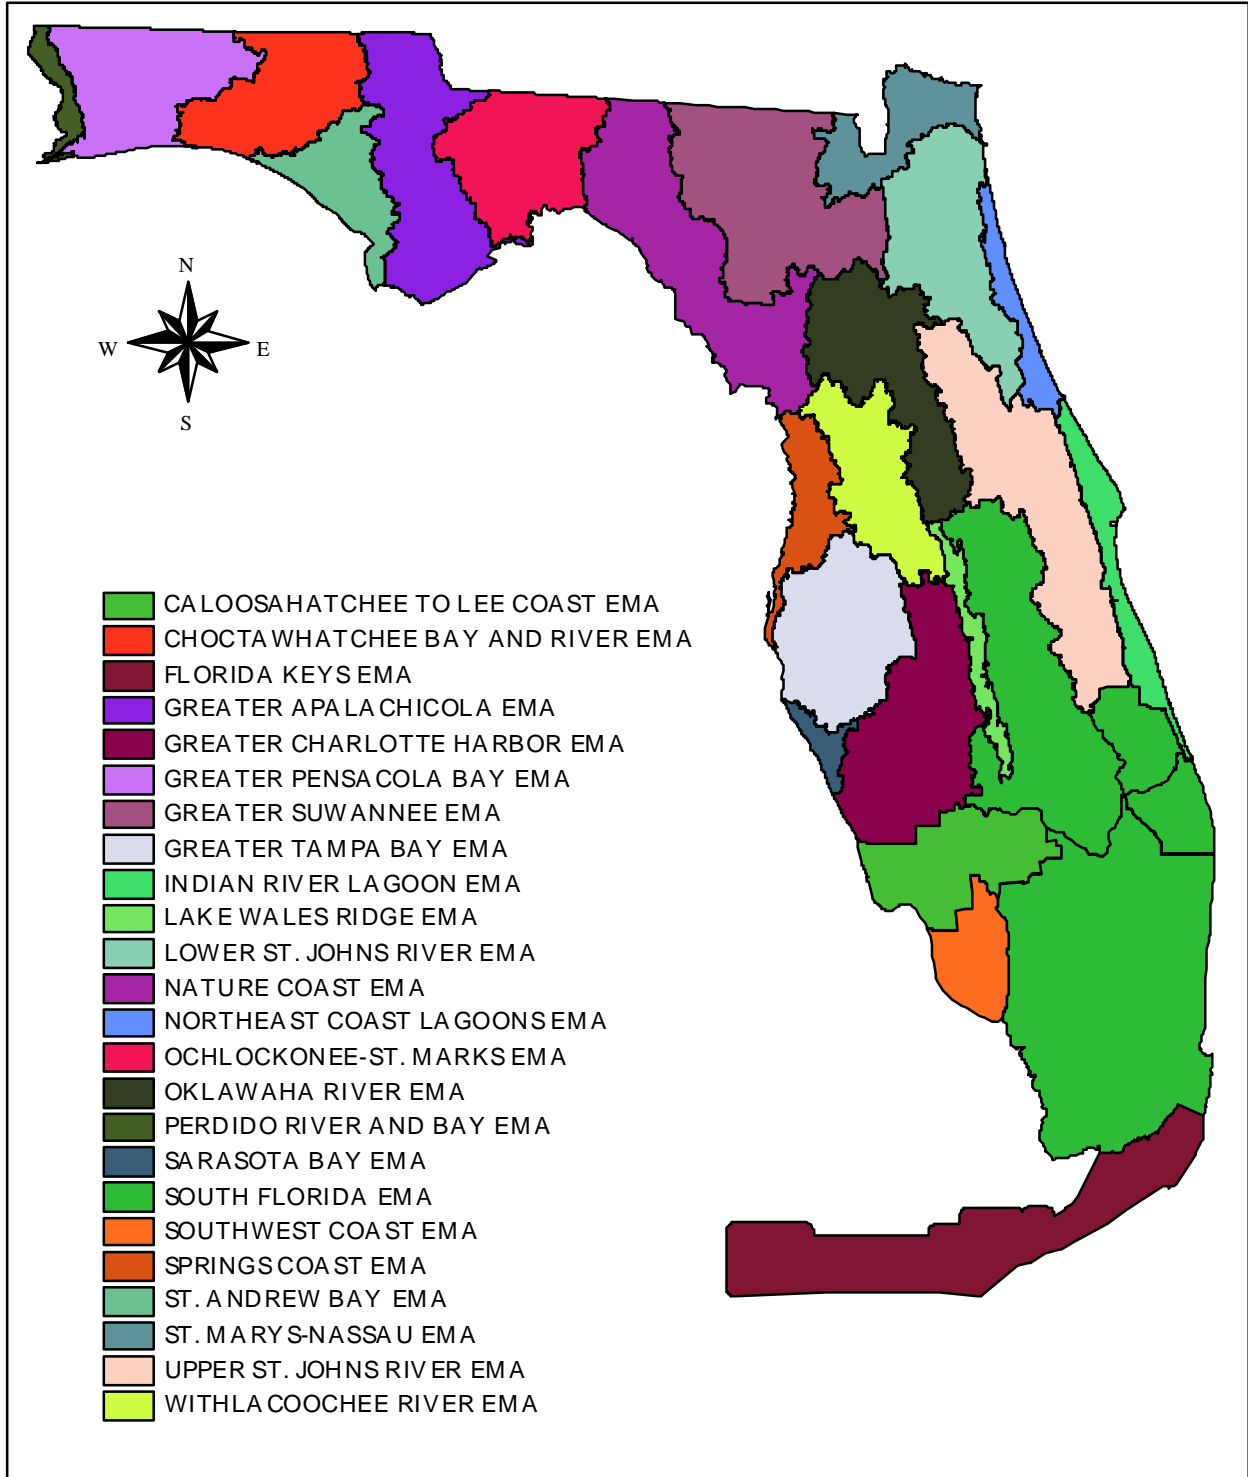 N
W
E
S
CALOOSAHATCHEE TO LEE COAST EMA
CHOCTAWHATCHEE BAY AND RIVER EMA
FLORIDA KEYS EMA
GREATER APALACHICOLA EMA
GREATER CHARLOTTE HARBOR EMA
GREATER PENSACOLA BAY EMA
GREATER SUWANNEE EMA
GREATER TAMPA BAY EMA
INDIAN RIVER LAGOON EMA
LAKE WALES RIDGE EMA
LOWER ST. JOHNS RIVER EMA
NATURE COAST EMA
NORTHEAST COAST LAGOONS EMA
OCHLOCKONEE-ST. MARKS EMA
OKLAWAHA RIVER EMA
PERDIDO RIVER AND BAY EMA
SARASOTA BAY EMA
SOUTH FLORIDA EMA
SOUTHWEST COAST EMA
SPRINGS COAST EMA
ST. ANDREW BAY EMA
ST. MARYS-NASSAU EMA
UPPER ST. JOHNS RIVER EMA
WITHLACOOCHEE RIVER EMA